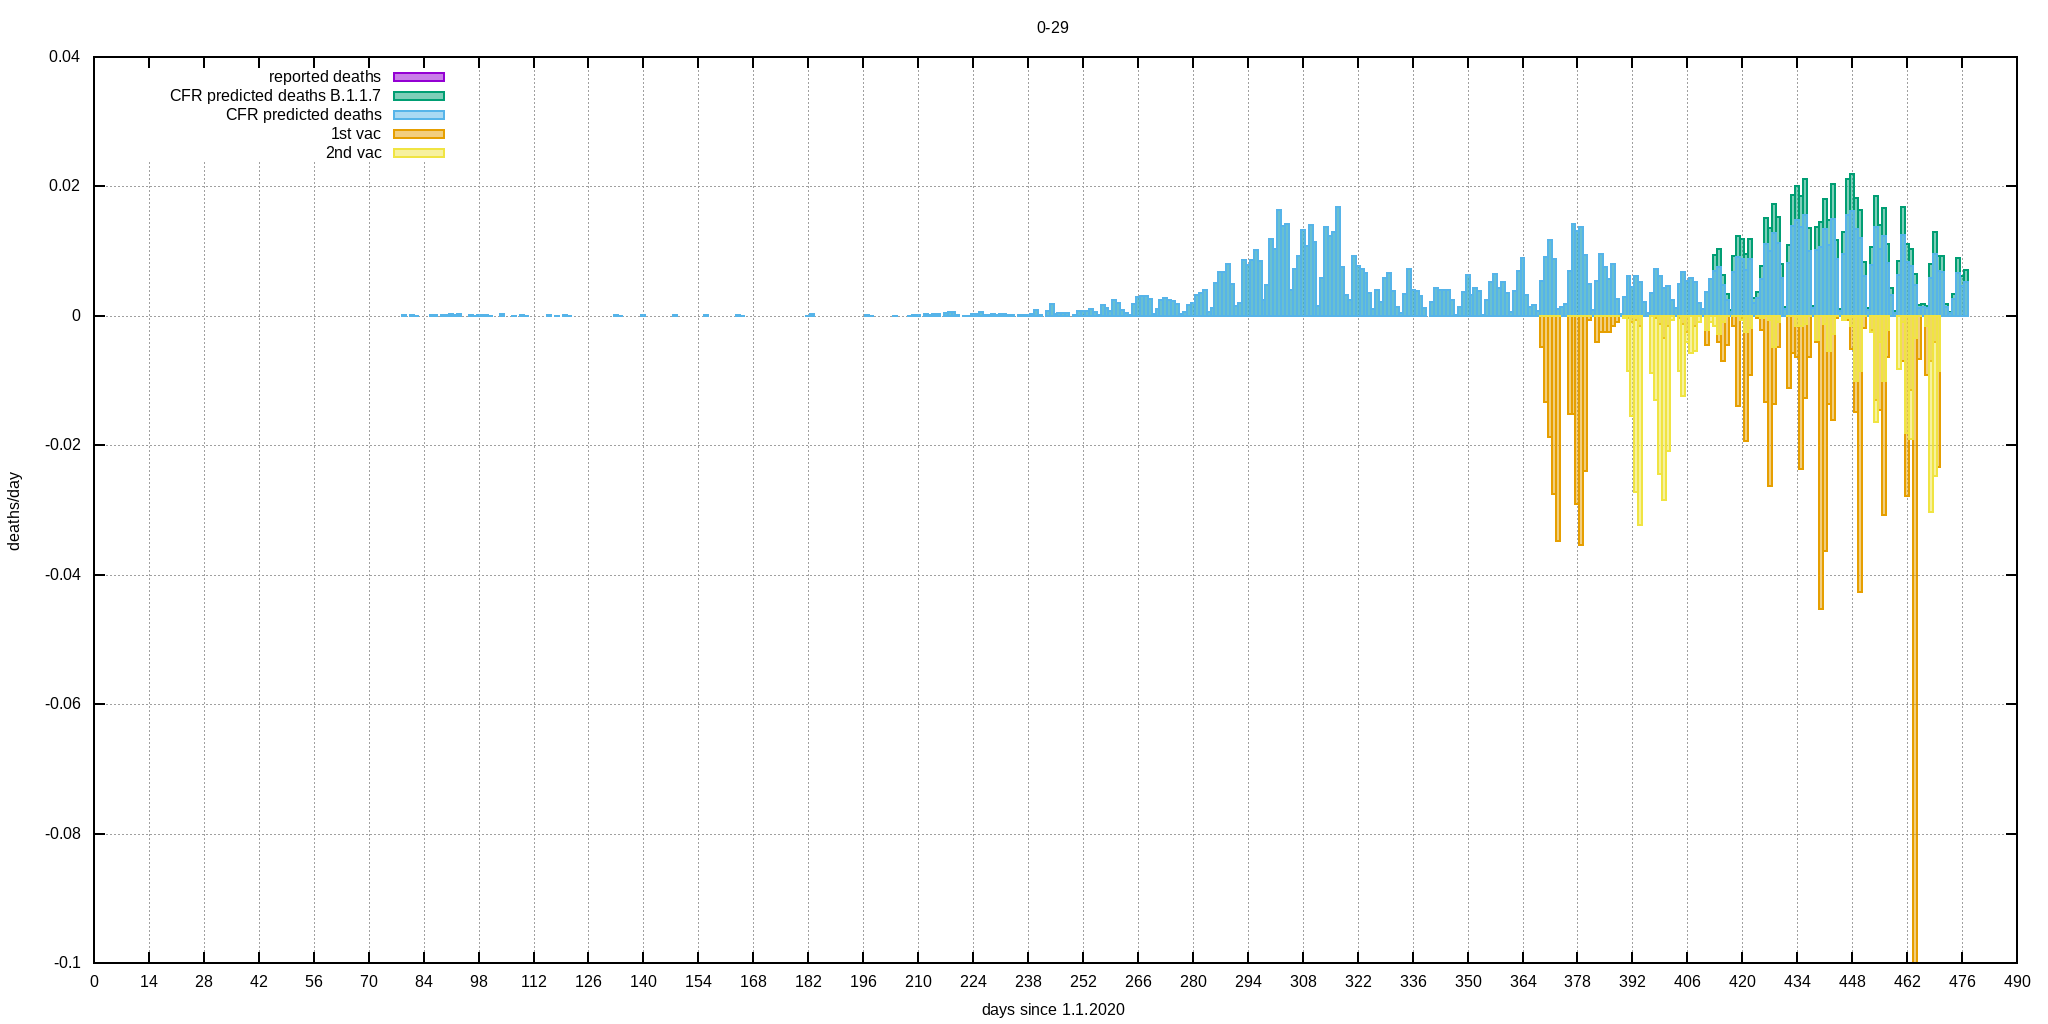 0-29
reported deaths
CFR predicted deaths B.1.1.7
CFR predicted deaths
1st vac
2nd vac
0.04
0.02
0
-0.02
-0.04
-0.06
-0.08
-0.1
deaths/day
0 14 28 42 56 70 84 98 112 126 140 154 168 182 196 210 224 238 252 266 280 294 308 322 336 350 364 378 392 406 420 434 448 462 476 490
days since 1.1.2020